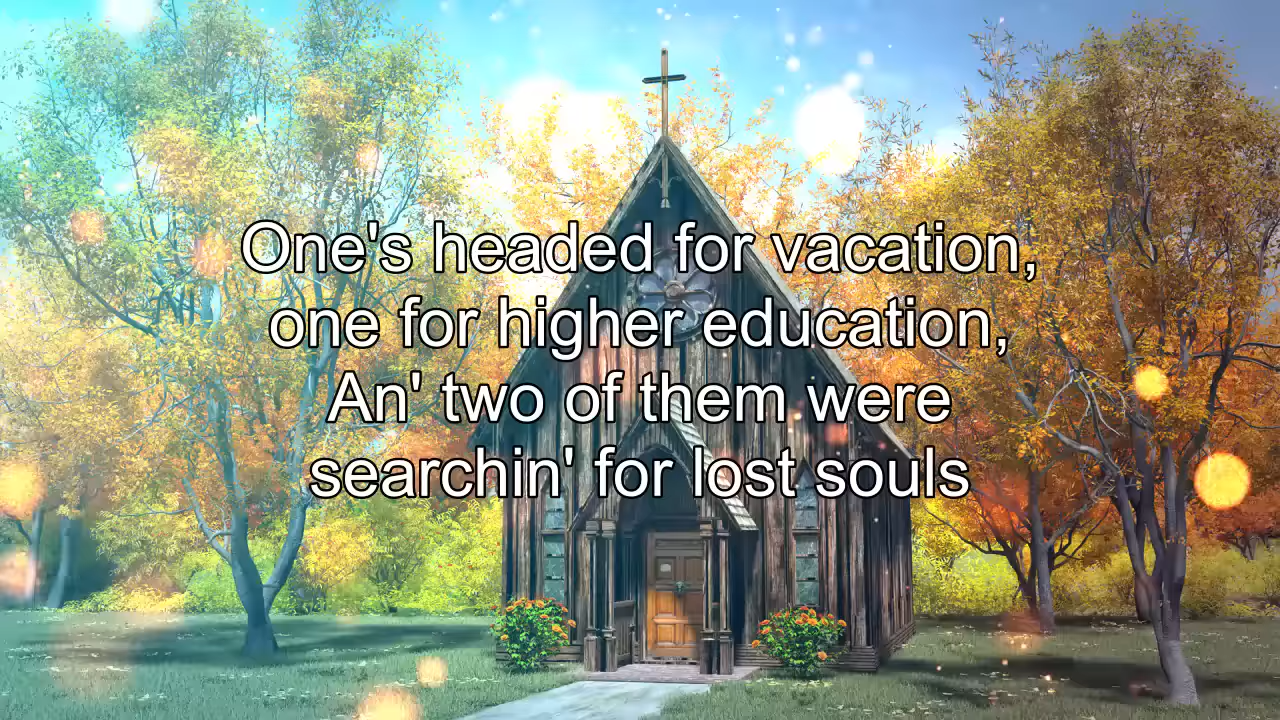 One's headed for vacation,
one for higher education,
An' two of them were
searchin' for lost souls